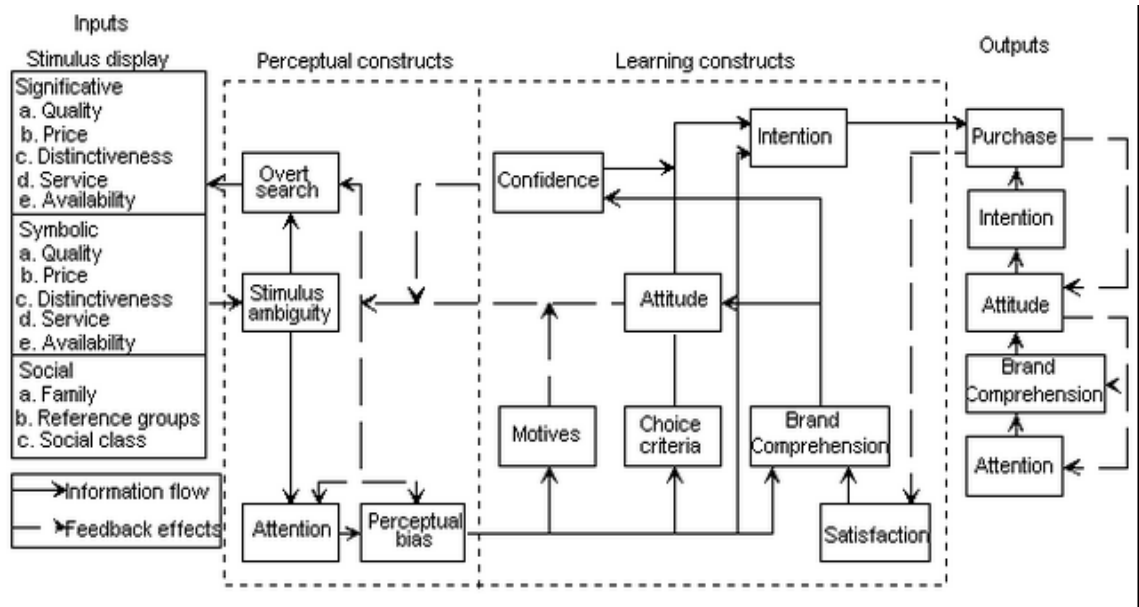 Inputs
Stimulus display
Significative
a. Quality
b. Price
c. Distinctiveness
d. Service
e. Availability
Symbolic
a. Quality
b. Price
c. Distinctiveness
d. Service
e. Availability
Social
a. Family
b. Reference groups
c. Social class
Information flow
Feedback effects
Perceptual constructs
Overt
search
Stimulus
ambiguity
Attention
Perceptual
bias
Learning constructs
Intention
Confidence
Attitude
Motives
Choice
criteria
Brand
Comprehension
Satisfaction
Outputs
Purchase
Intention
Attitude
Brand
Comprehension
Attention